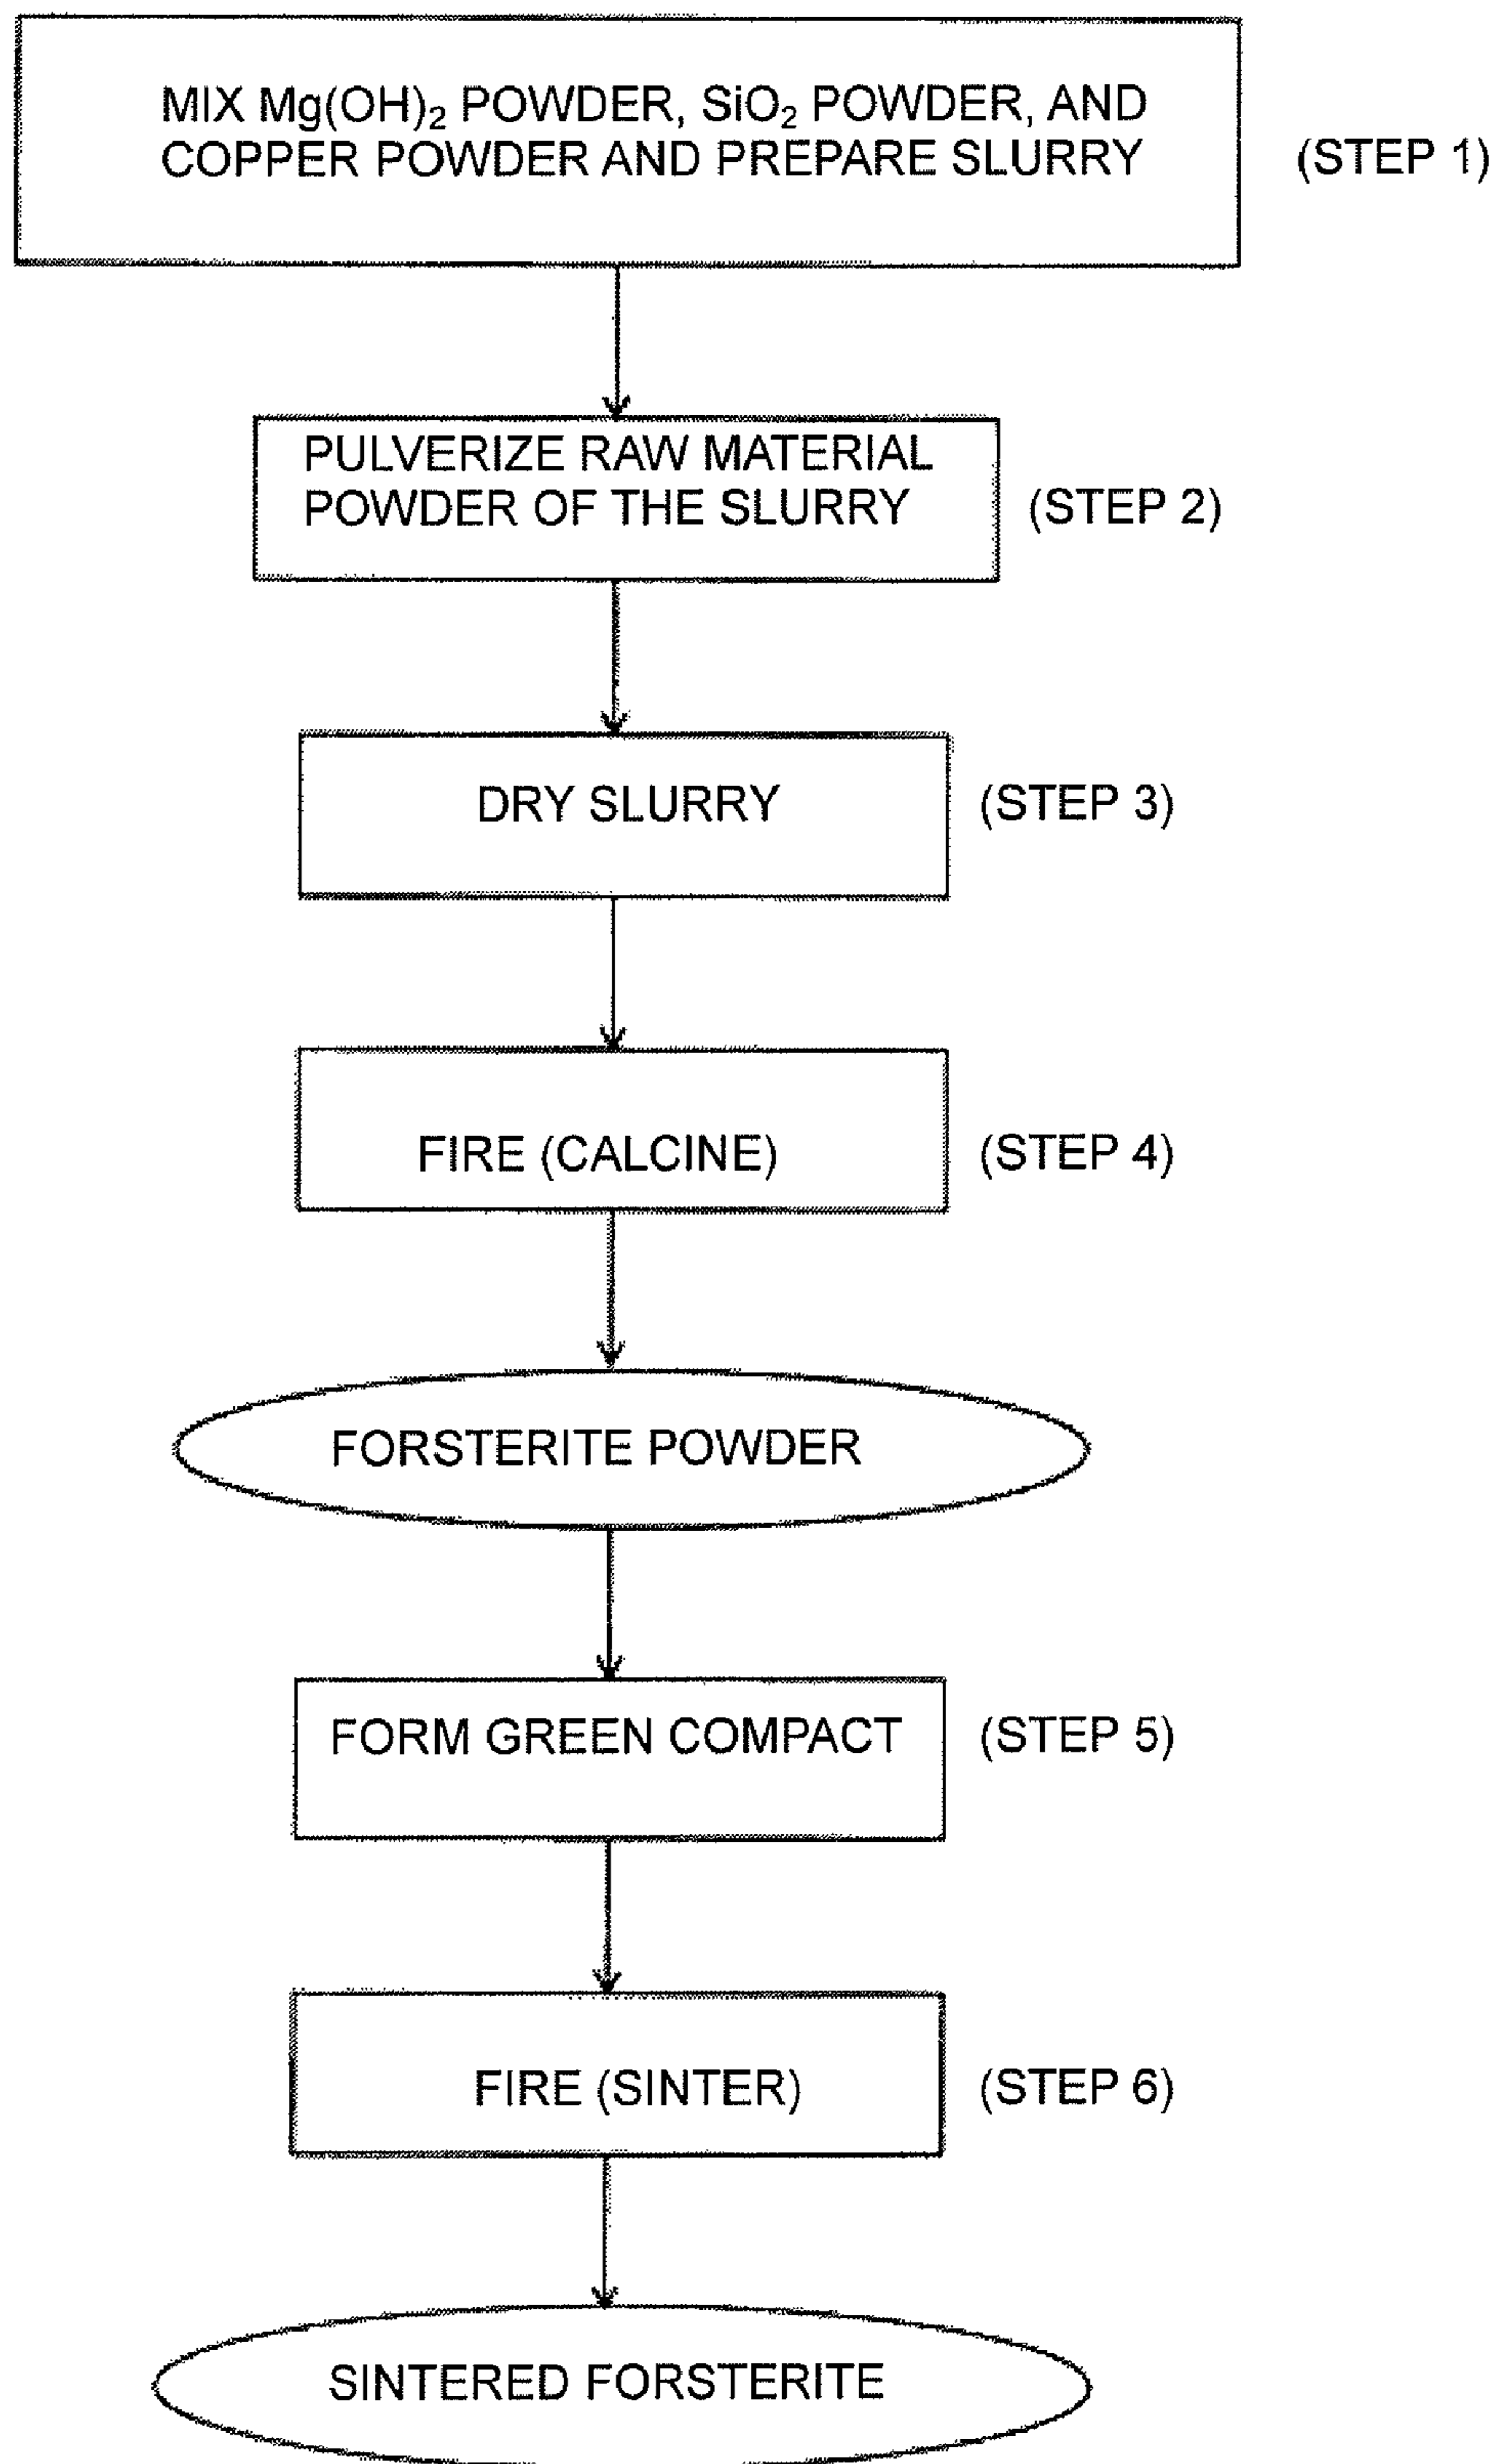 MIX Mg(OH)₂ POWDER, SiO₂ POWDER, AND
COPPER POWDER AND PREPARE SLURRY
(STEP 1)
PULVERIZE RAW MATERIAL
POWDER OF THE SLURRY
(STEP 2)
DRY SLURRY
(STEP 3)
FIRE (CALCINE)
(STEP 4)
FORSTERITE POWDER
FORM GREEN COMPACT
(STEP 5)
FIRE (SINTER)
(STEP 6)
SINTERED FORSTERITE